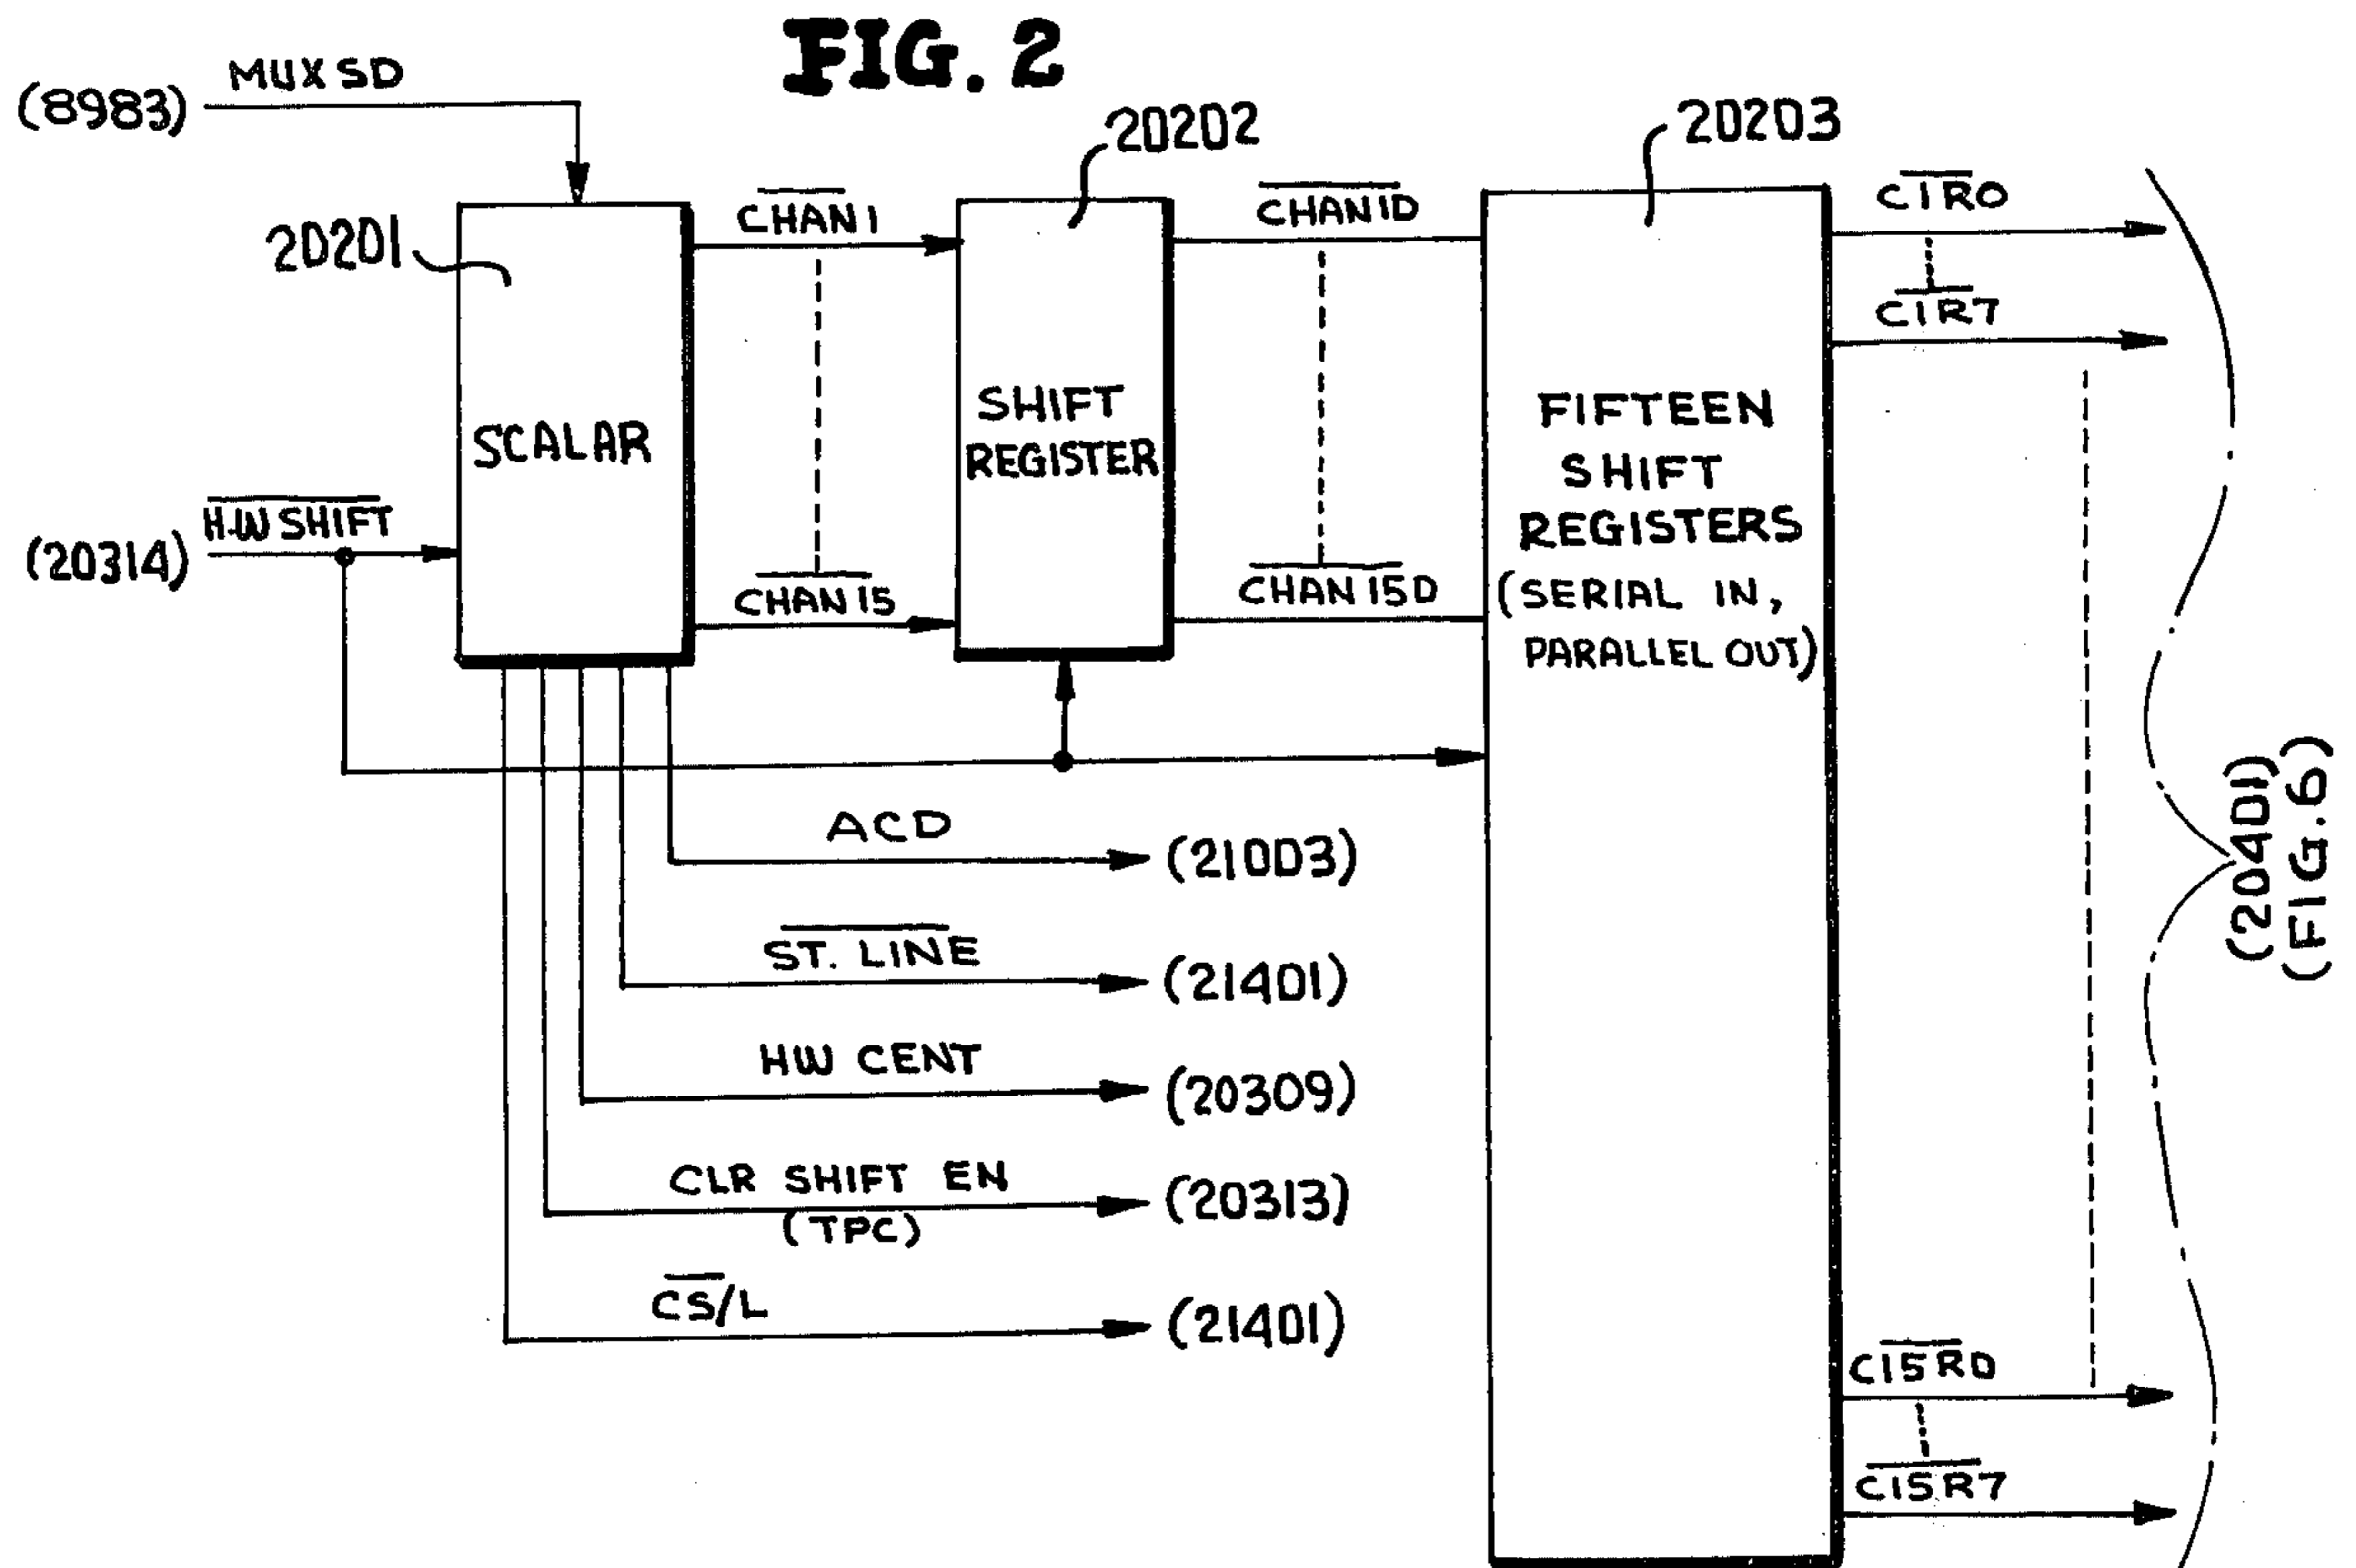 FIG. 2
(8983) MUX SD
20201
20202
20203
SCALAR
H-W SHIFT
(20314)
CHAN 1
CHAN 15
SHIFT
REGISTER
CHAN 1D
CHAN 15D
FIFTEEN
SHIFT
REGISTERS
(SERIAL IN,
PARALLEL OUT)
C1R0
C1R7
C15R0
C15R7
(20401)
(FIG.6)
ACD (21003)
ST. LINE (21401)
HW CENT (20309)
CLR SHIFT EN (20313)
(TPC)
CS/L (21401)